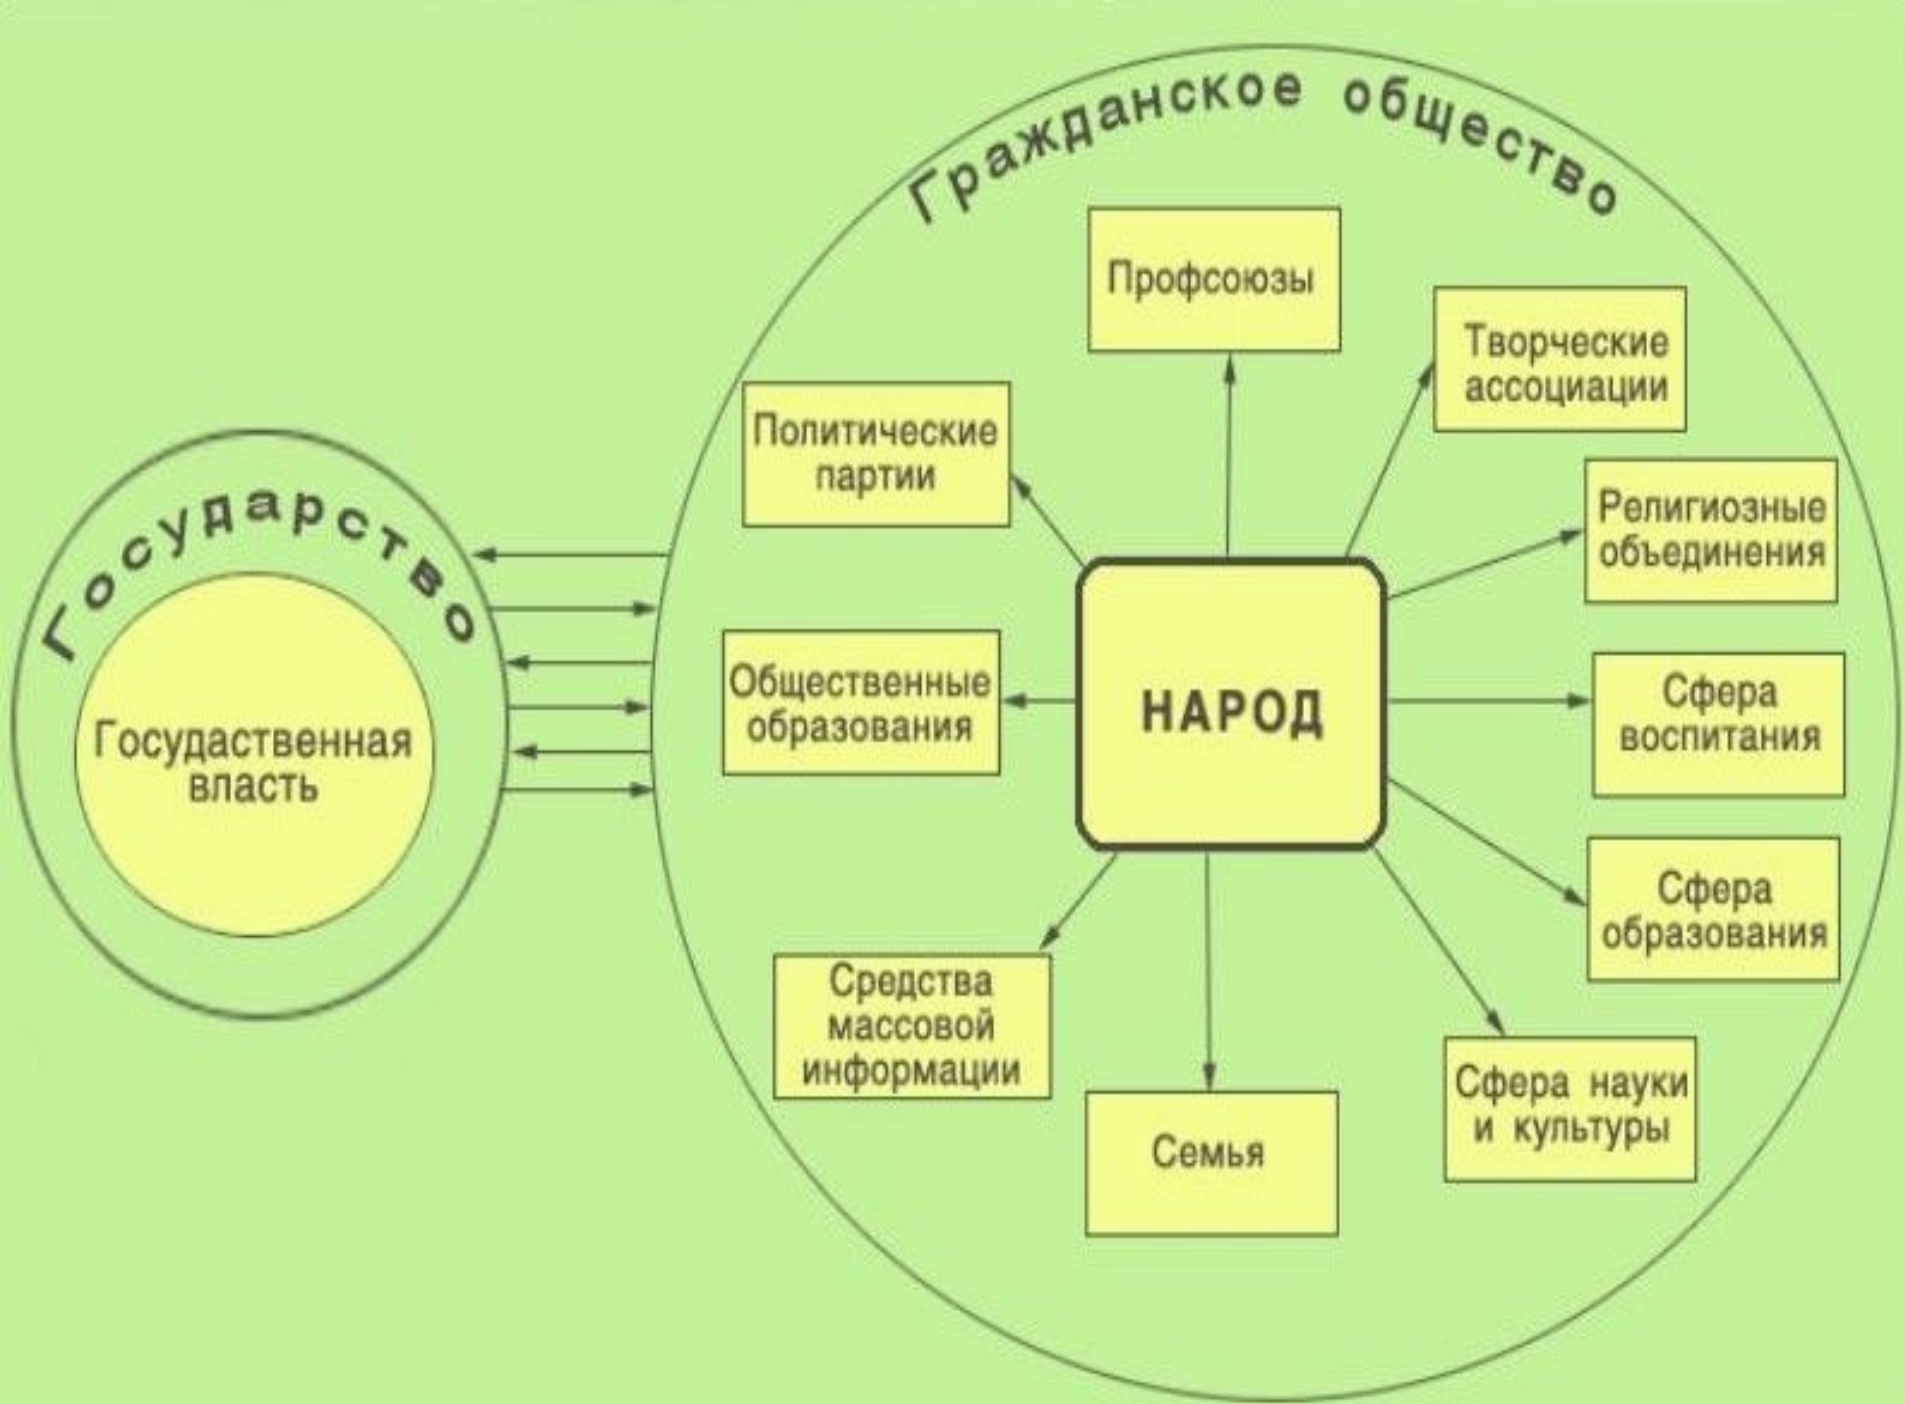 Гражданское общество
Профсоюзы
Творческие
ассоциации
Политические
партии
Религиозные
объединения
Государство
Государственная
власть
Общественные
образования
НАРОД
Сфера
воспитания
Сфера
образования
Средства
массовой
информации
Семья
Сфера науки
и культуры